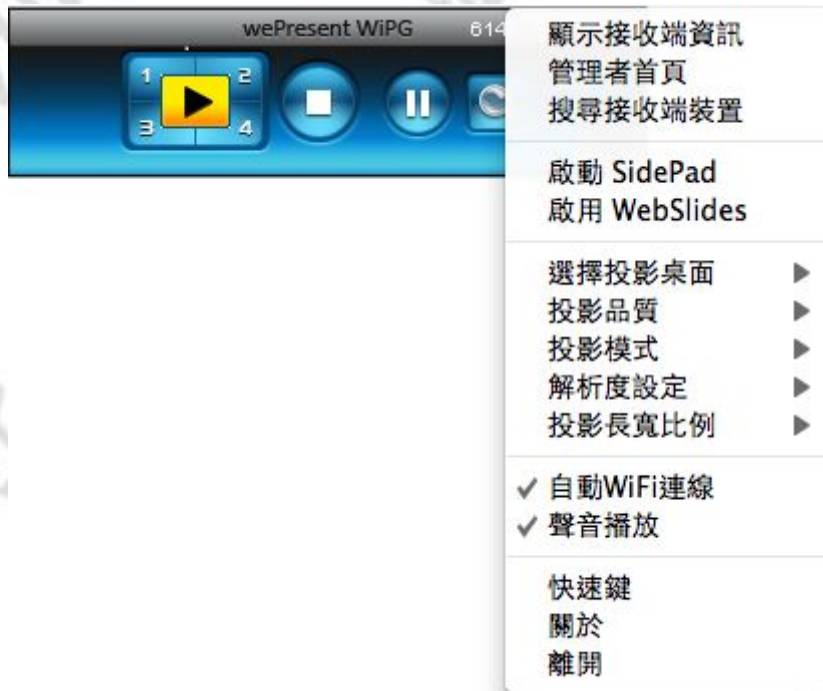 wePresent WiPG
614
1 2
3 4
顯示接收端資訊
管理者首頁
搜尋接收端裝置
啟動 SidePad
啟用 WebSlides
選擇投影桌面
投影品質
投影模式
解析度設定
投影長寬比例
自動WiFi連線
聲音播放
快速鍵
關於
離開